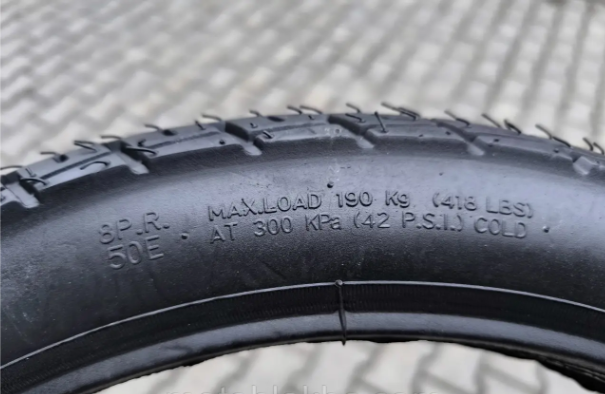 8P.R.
50E
MAX.LOAD 190 Kg (418 LBS)
AT 300 KPa (42 P.S.I.) COLD